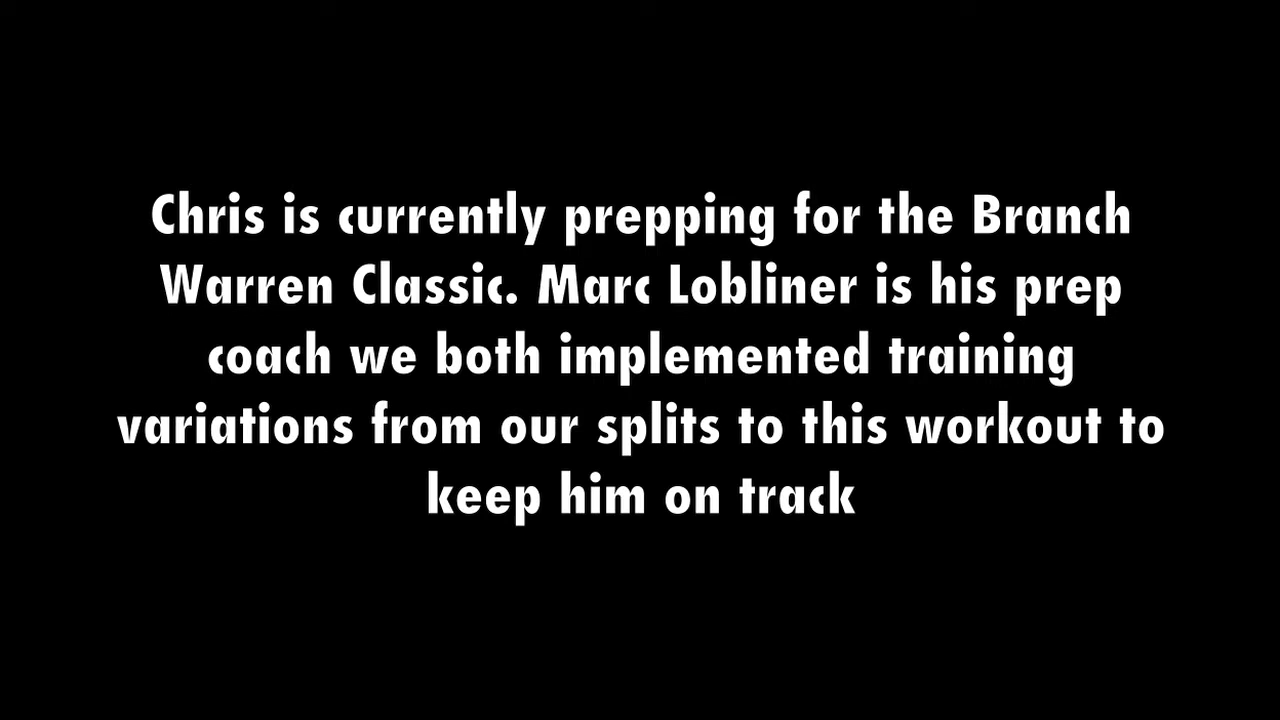 Chris is currently prepping for the Branch
Warren Classic. Marc Lobliner is his prep
coach we both implemented training
variations from our splits to this workout to
keep him on track